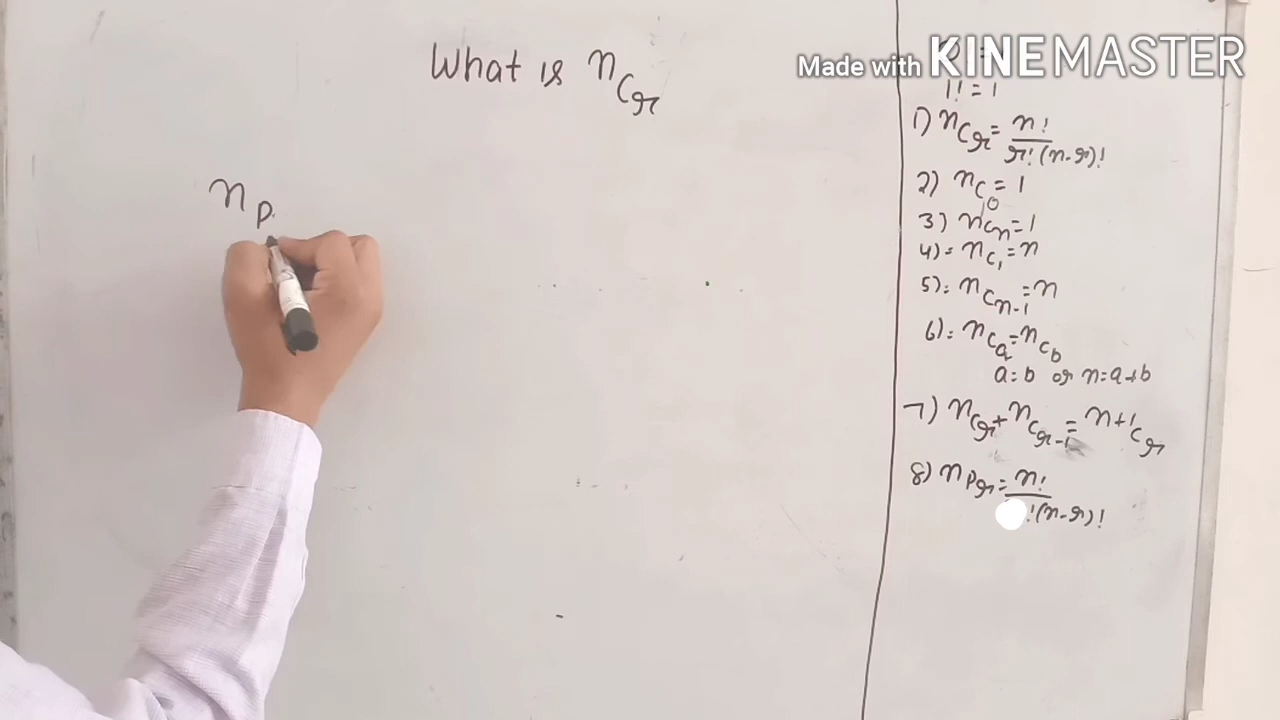 What is nCr
Made with KINEMASTER
1! = 1
1) nCr = n! / r!(n-r)!
2) nC0 = 1
3) nCn = 1
4) = nC1 = n
5) = nCn-1 = n
6) = nCa = nCb
a = b or n = a+b
7) nCr + nCr-1 = n+1Cr
8) nPr = n! / !(n-r)!
nP